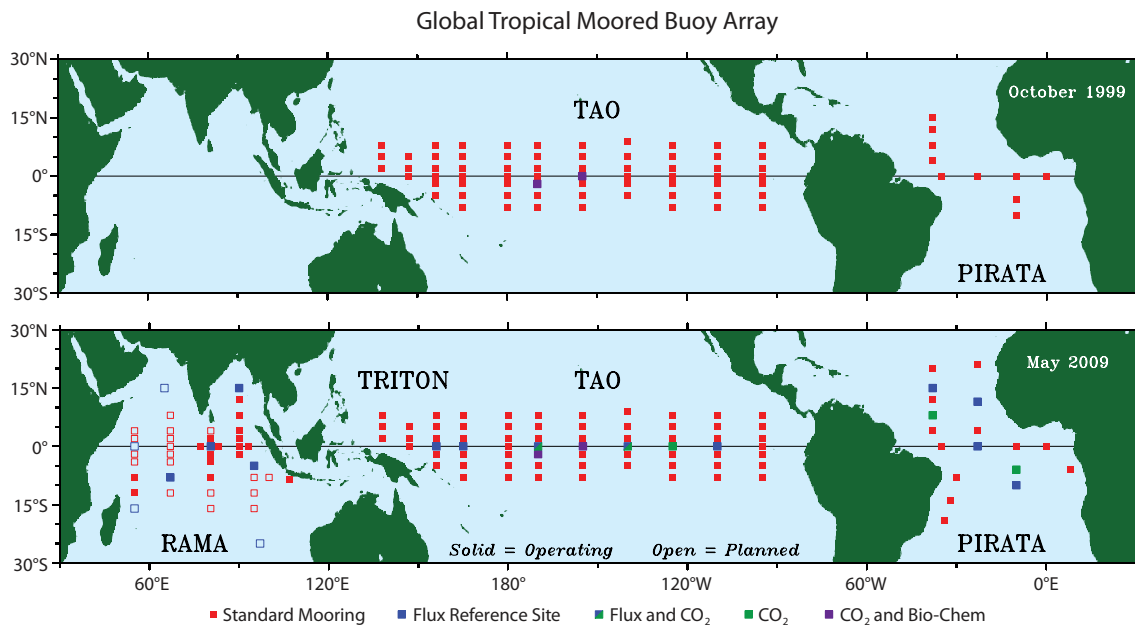 Global Tropical Moored Buoy Array
30°N
October 1999
TAO
15°N
0°
15°S
PIRATA
30°S
30°N
May 2009
TRITON TAO
15°N
0°
15°S
RAMA Solid = Operating Open = Planned PIRATA
30°S
60°E 120°E 180° 120°W 60°W 0°E
Standard Mooring Flux Reference Site Flux and CO₂ CO₂ CO₂ and Bio-Chem